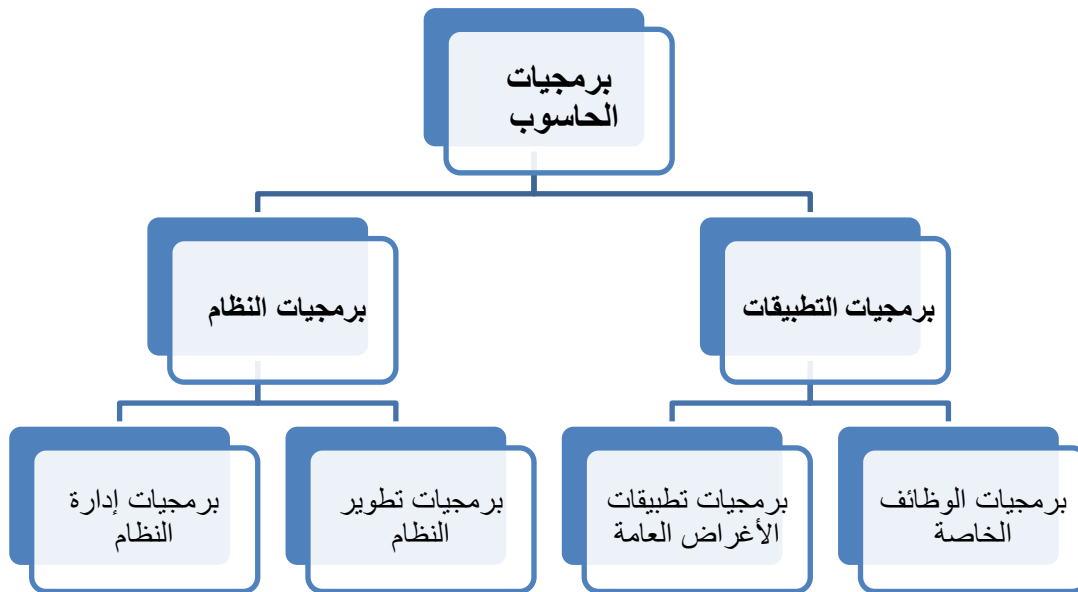 برمجيات
الحاسوب
برمجيات التطبيقات
برمجيات النظام
برمجيات الوظائف
الخاصة
برمجيات تطبيقات
الأغراض العامة
برمجيات تطوير
النظام
برمجيات إدارة
النظام